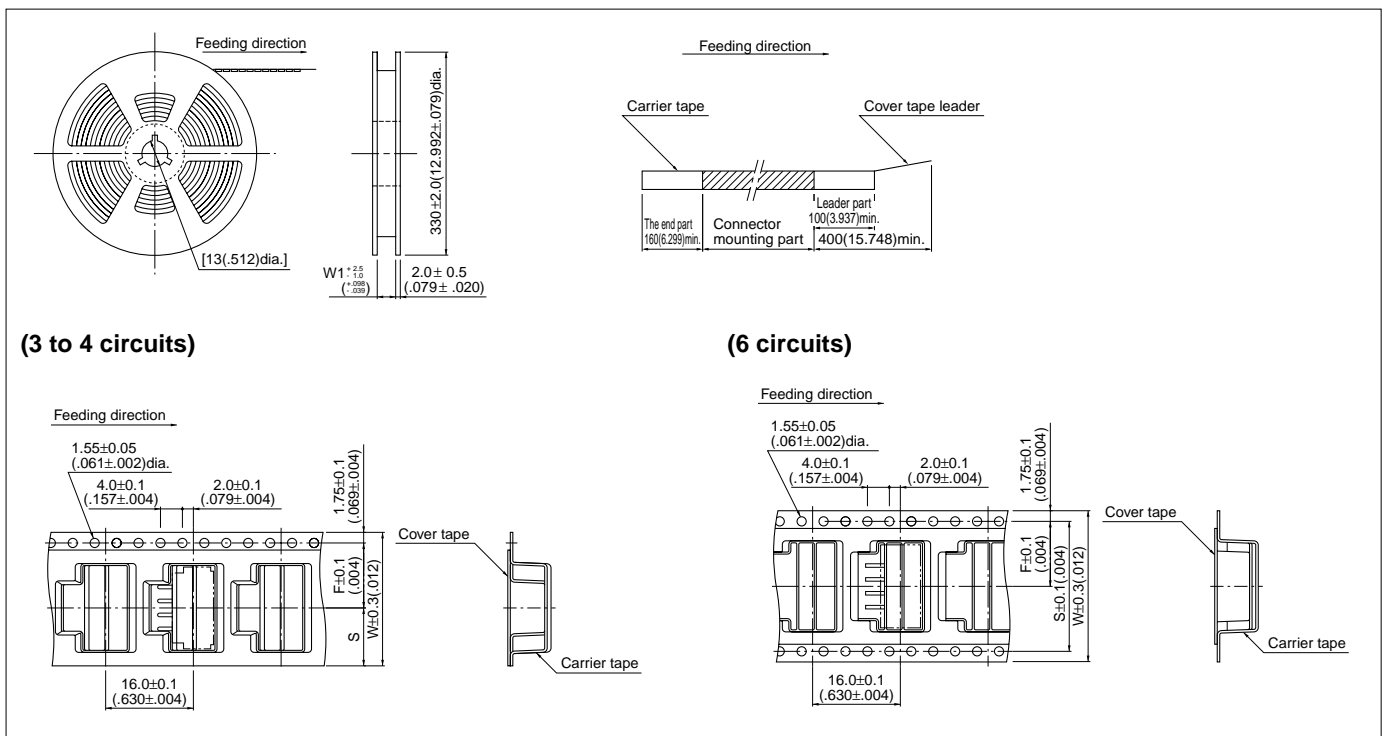 Feeding direction
330±2.0(12.992±.079)dia.
[13(.512)dia.]
W1 + 2.5
- 1.0
(+.098
-.039)
2.0± 0.5
(.079± .020)
Feeding direction
Carrier tape
Cover tape leader
The end part
160(6.299)min.
Connector
mounting part
Leader part
100(3.937)min.
400(15.748)min.
(3 to 4 circuits)
Feeding direction
1.55±0.05
(.061±.002)dia.
4.0±0.1
(.157±.004)
2.0±0.1
(.079±.004)
1.75±0.1
(.069±.004)
F±0.1
(.004)
S
W±0.3(.012)
16.0±0.1
(.630±.004)
Cover tape
Carrier tape
(6 circuits)
Feeding direction
1.55±0.05
(.061±.002)dia.
4.0±0.1
(.157±.004)
2.0±0.1
(.079±.004)
1.75±0.1
(.069±.004)
F±0.1
(.004)
S±0.1(.004)
W±0.3(.012)
16.0±0.1
(.630±.004)
Cover tape
Carrier tape